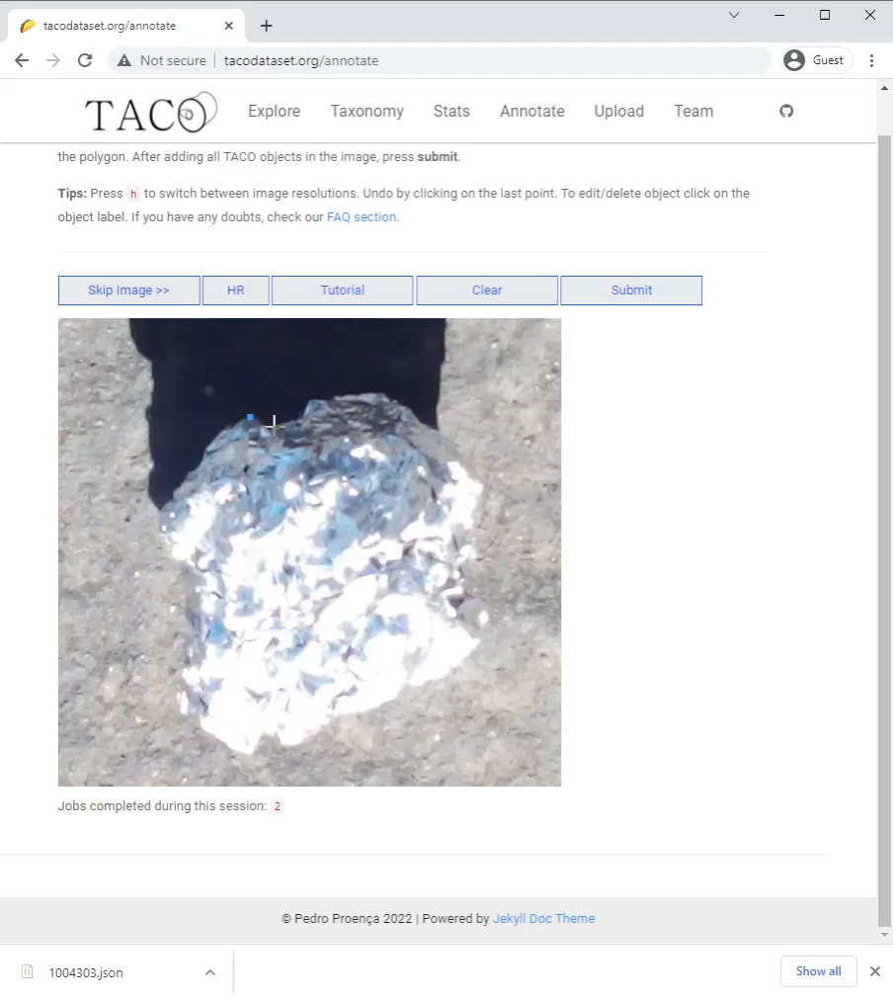 tacodataset.org/annotate
Not secure | tacodataset.org/annotate
Guest
TACO
Explore Taxonomy Stats Annotate Upload Team
the polygon. After adding all TACO objects in the image, press submit.
Tips: Press h to switch between image resolutions. Undo by clicking on the last point. To edit/delete object click on the
object label. If you have any doubts, check our FAQ section.
Skip Image >> HR Tutorial Clear Submit
Jobs completed during this session: 2
© Pedro Proença 2022 | Powered by Jekyll Doc Theme
1004303.json
Show all